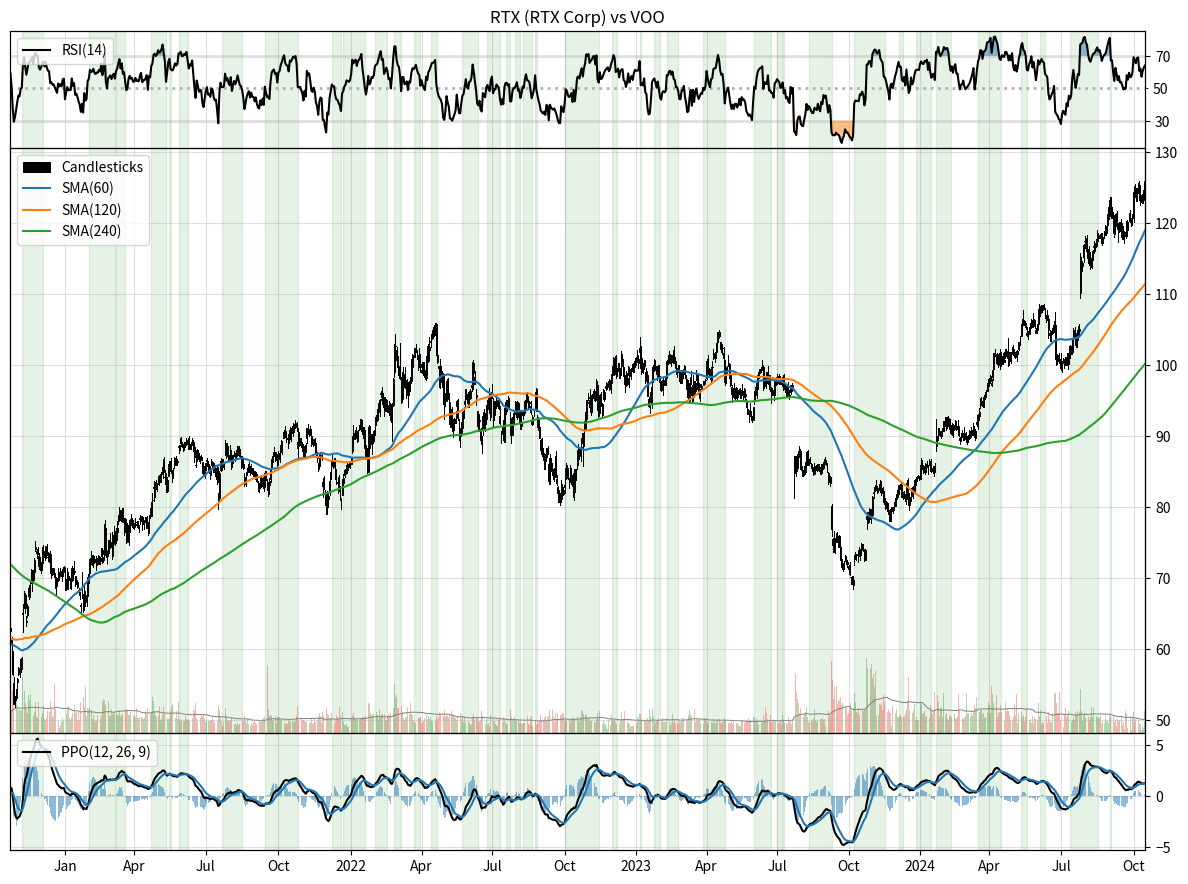 RTX (RTX Corp) vs VOO
RSI(14)
70
50
30
Candlesticks
SMA(60)
SMA(120)
SMA(240)
130
120
110
100
90
80
70
60
50
PPO(12, 26, 9)
5
0
−5
Jan Apr Jul Oct 2022 Apr Jul Oct 2023 Apr Jul Oct 2024 Apr Jul Oct